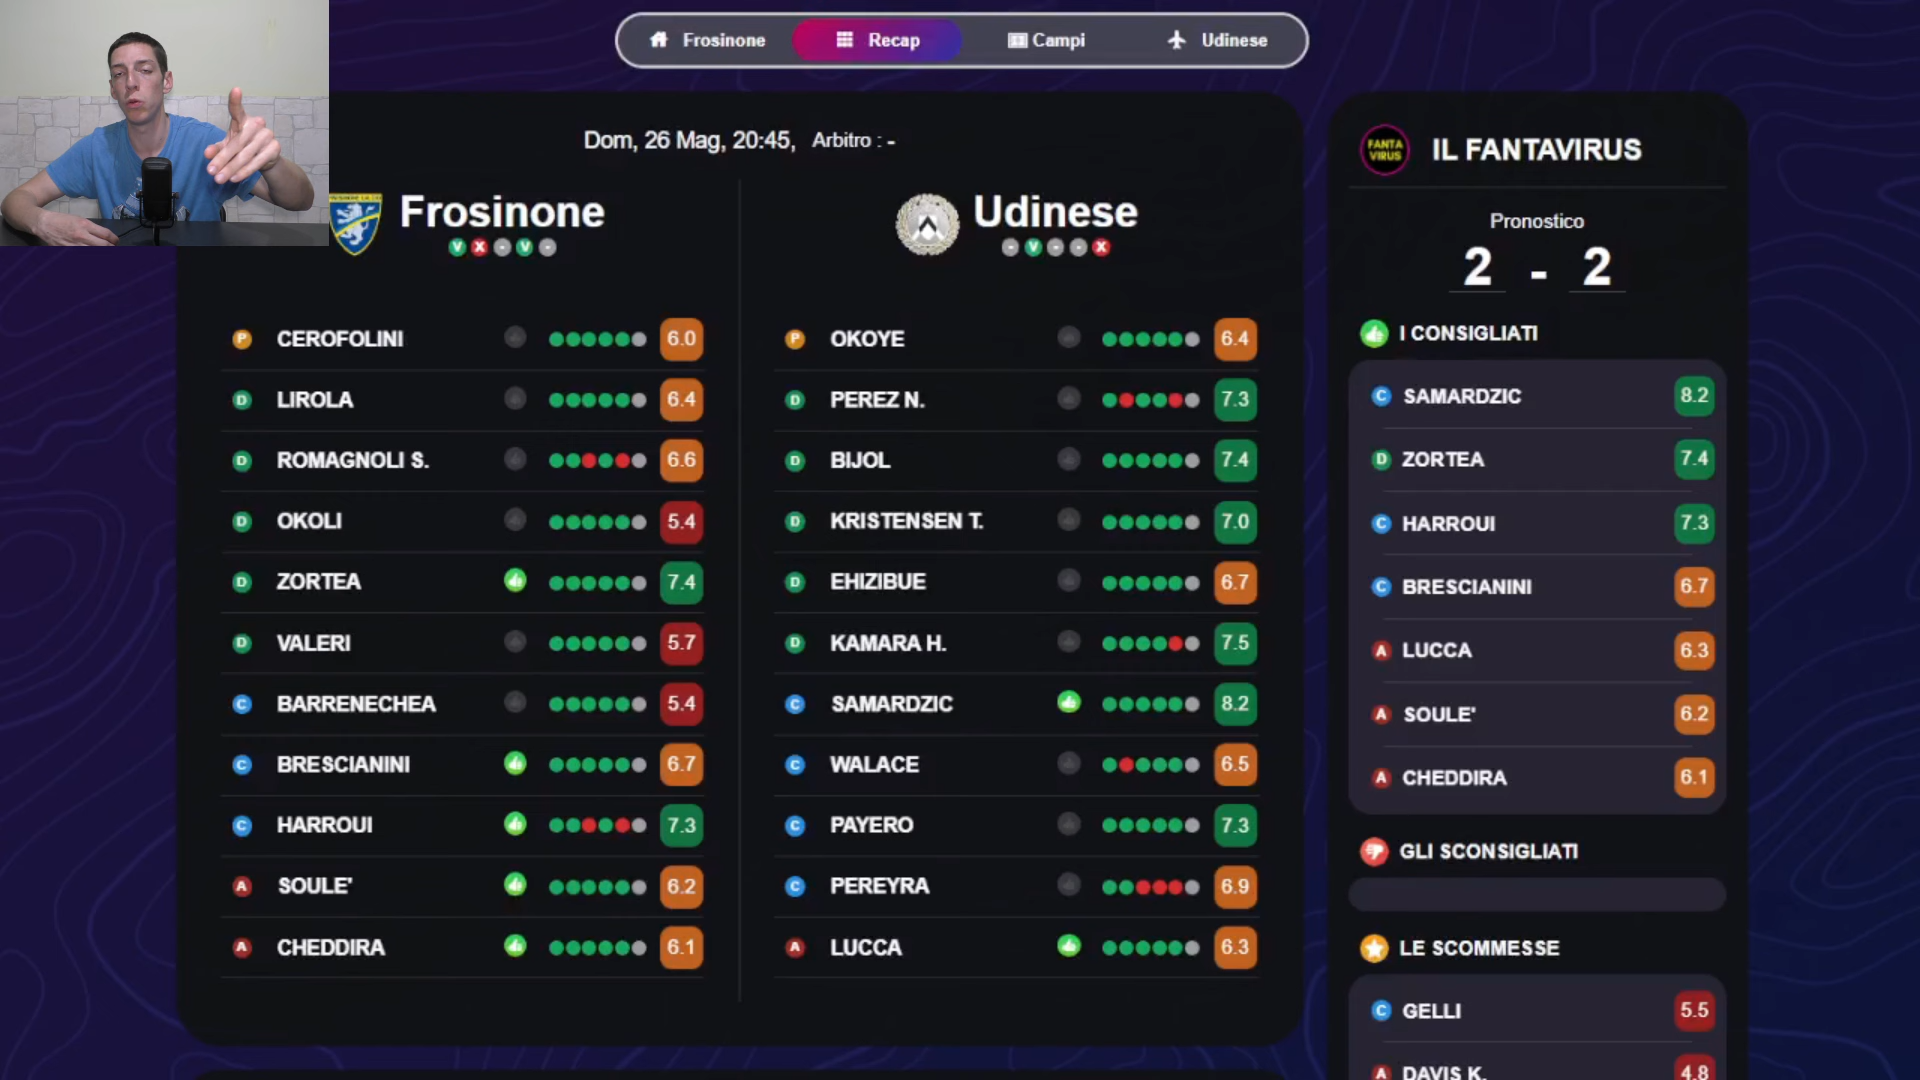 Frosinone
Recap
Campi
Udinese
Dom, 26 Mag, 20:45, Arbitro : -
Frosinone
V X - V -
Udinese
- V - - X
P CEROFOLINI 6.0
D LIROLA 6.4
D ROMAGNOLI S. 6.6
D OKOLI 5.4
D ZORTEA 7.4
D VALERI 5.7
C BARRENECHEA 5.4
C BRESCIANINI 6.7
C HARROUI 7.3
A SOULE' 6.2
A CHEDDIRA 6.1
P OKOYE 6.4
D PEREZ N. 7.3
D BIJOL 7.4
D KRISTENSEN T. 7.0
D EHIZIBUE 6.7
D KAMARA H. 7.5
C SAMARDZIC 8.2
C WALACE 6.5
C PAYERO 7.3
C PEREYRA 6.9
A LUCCA 6.3
FANTA
VIRUS
IL FANTAVIRUS
Pronostico
2 - 2
I CONSIGLIATI
C SAMARDZIC 8.2
D ZORTEA 7.4
C HARROUI 7.3
C BRESCIANINI 6.7
A LUCCA 6.3
A SOULE' 6.2
A CHEDDIRA 6.1
GLI SCONSIGLIATI
LE SCOMMESSE
C GELLI 5.5
A DAVIS K. 4.8